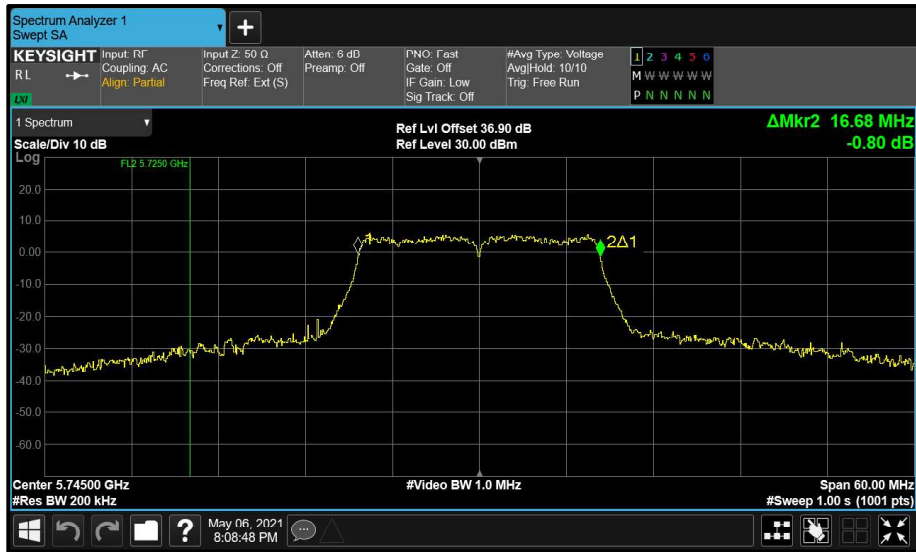 Spectrum Analyzer 1
Swept SA
+
KEYSIGHT
RL
LXI
Input: RF
Coupling: AC
Align: Partial
Input Z: 50 Ω
Corrections: Off
Freq Ref: Ext (S)
Atten: 6 dB
Preamp: Off
PNO: Fast
Gate: Off
IF Gain: Low
Sig Track: Off
#Avg Type: Voltage
Avg|Hold: 10/10
Trig: Free Run
1 2 3 4 5 6
M W W W W W
P N N N N N
1 Spectrum
Scale/Div 10 dB
Ref Lvl Offset 36.90 dB
Ref Level 30.00 dBm
ΔMkr2 16.68 MHz
-0.80 dB
Log
FL2 5.7250 GHz
20.0
10.0
0.00
2Δ1
-10.0
-20.0
-30.0
-40.0
-50.0
-60.0
Center 5.74500 GHz
#Video BW 1.0 MHz
Span 60.00 MHz
#Res BW 200 kHz
#Sweep 1.00 s (1001 pts)
?
May 06, 2021
8:08:48 PM